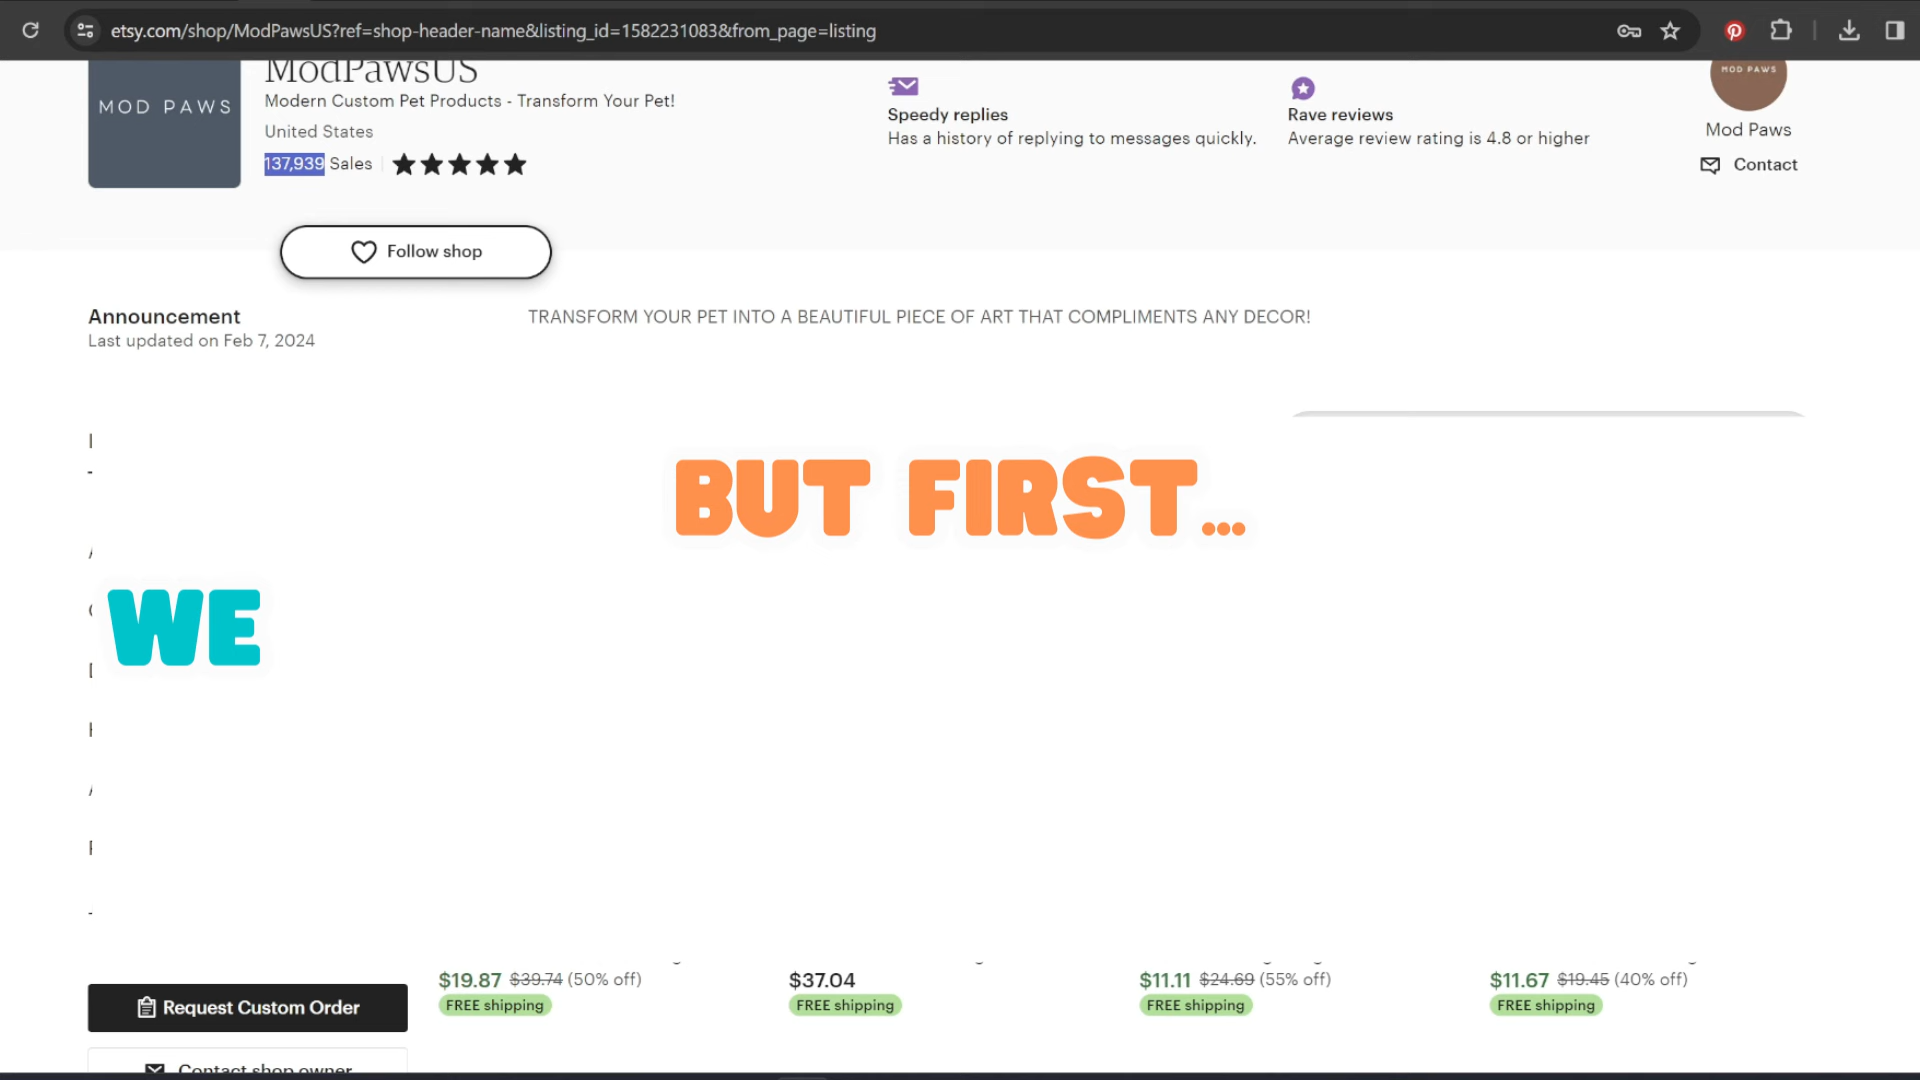 etsy.com/shop/ModPawsUS?ref=shop-header-name&listing_id=1582231083&from_page=listing
MOD PAWS
ModPawsUS
Modern Custom Pet Products - Transform Your Pet!
United States
137,939 Sales
Speedy replies
Has a history of replying to messages quickly.
Rave reviews
Average review rating is 4.8 or higher
MOD PAWS
Mod Paws
Contact
Follow shop
Announcement
Last updated on Feb 7, 2024
TRANSFORM YOUR PET INTO A BEAUTIFUL PIECE OF ART THAT COMPLIMENTS ANY DECOR!
BUT FIRST...
WE
$19.87 $39.74 (50% off)
FREE shipping
$37.04
FREE shipping
$11.11 $24.69 (55% off)
FREE shipping
$11.67 $19.45 (40% off)
FREE shipping
Request Custom Order
Contact shop owner